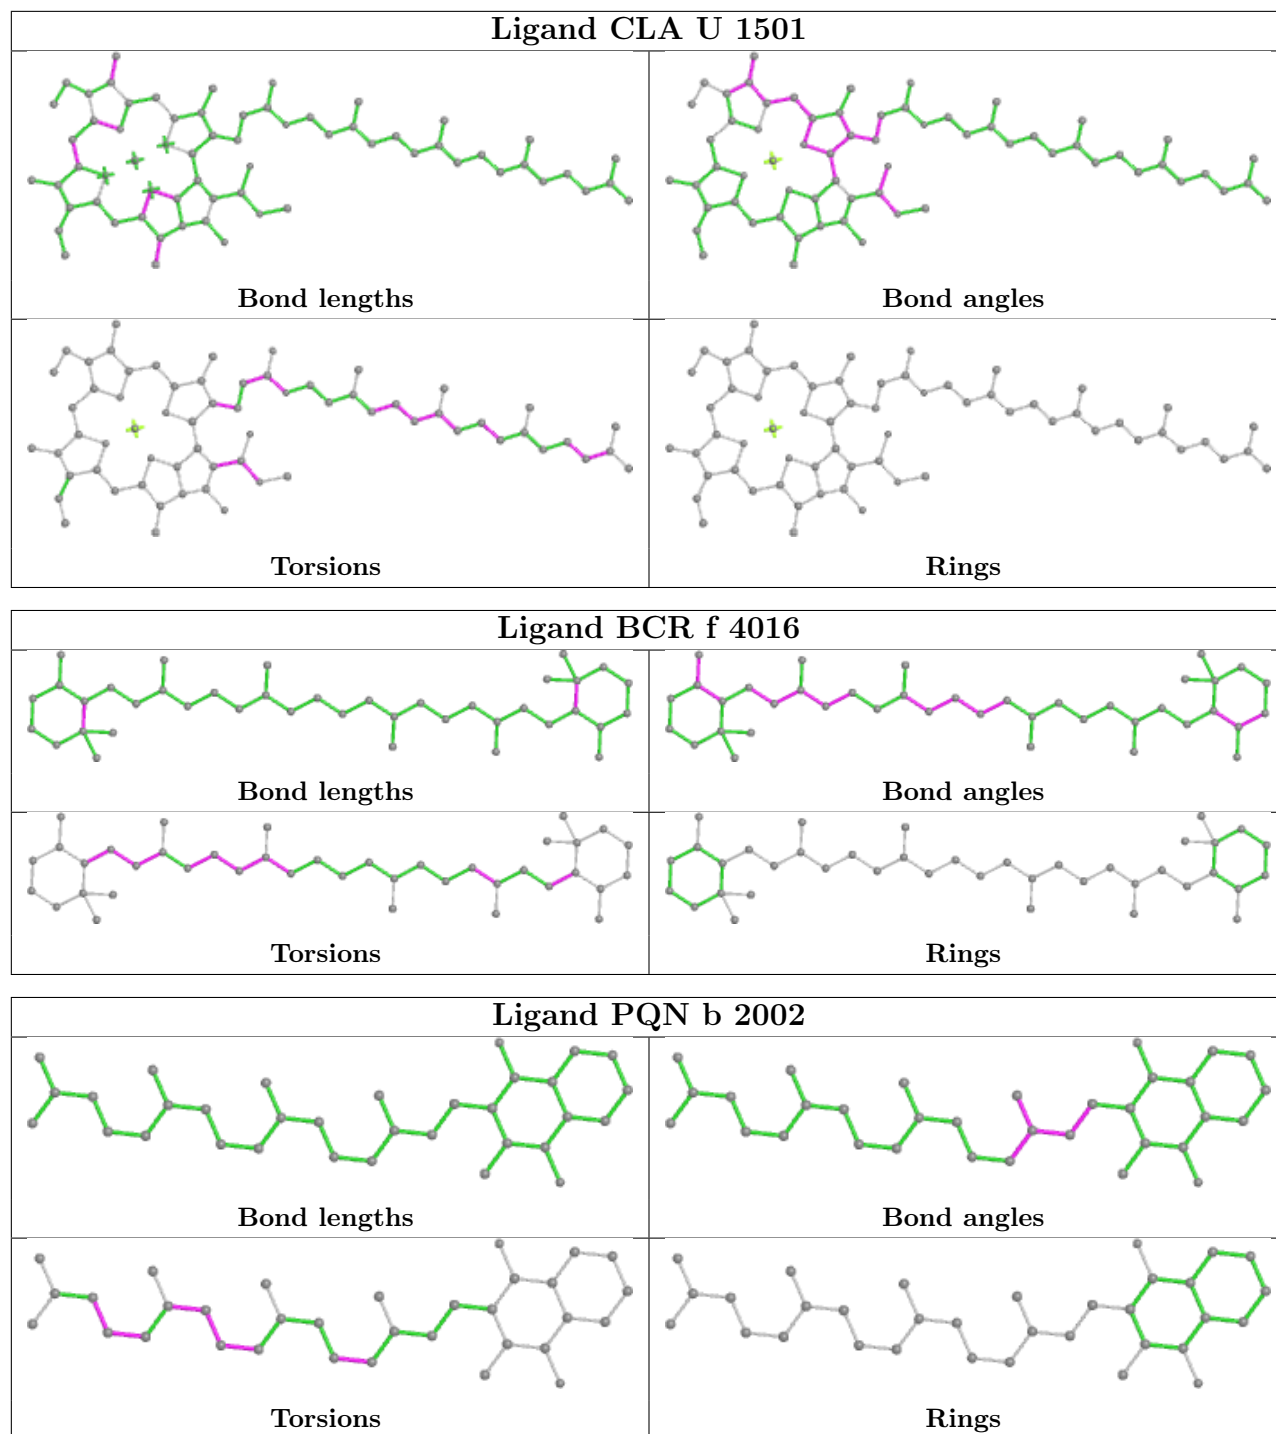 Ligand CLA U 1501
Bond lengths
Bond angles
Torsions
Rings
Ligand BCR f 4016
Bond lengths
Bond angles
Torsions
Rings
Ligand PQN b 2002
Bond lengths
Bond angles
Torsions
Rings